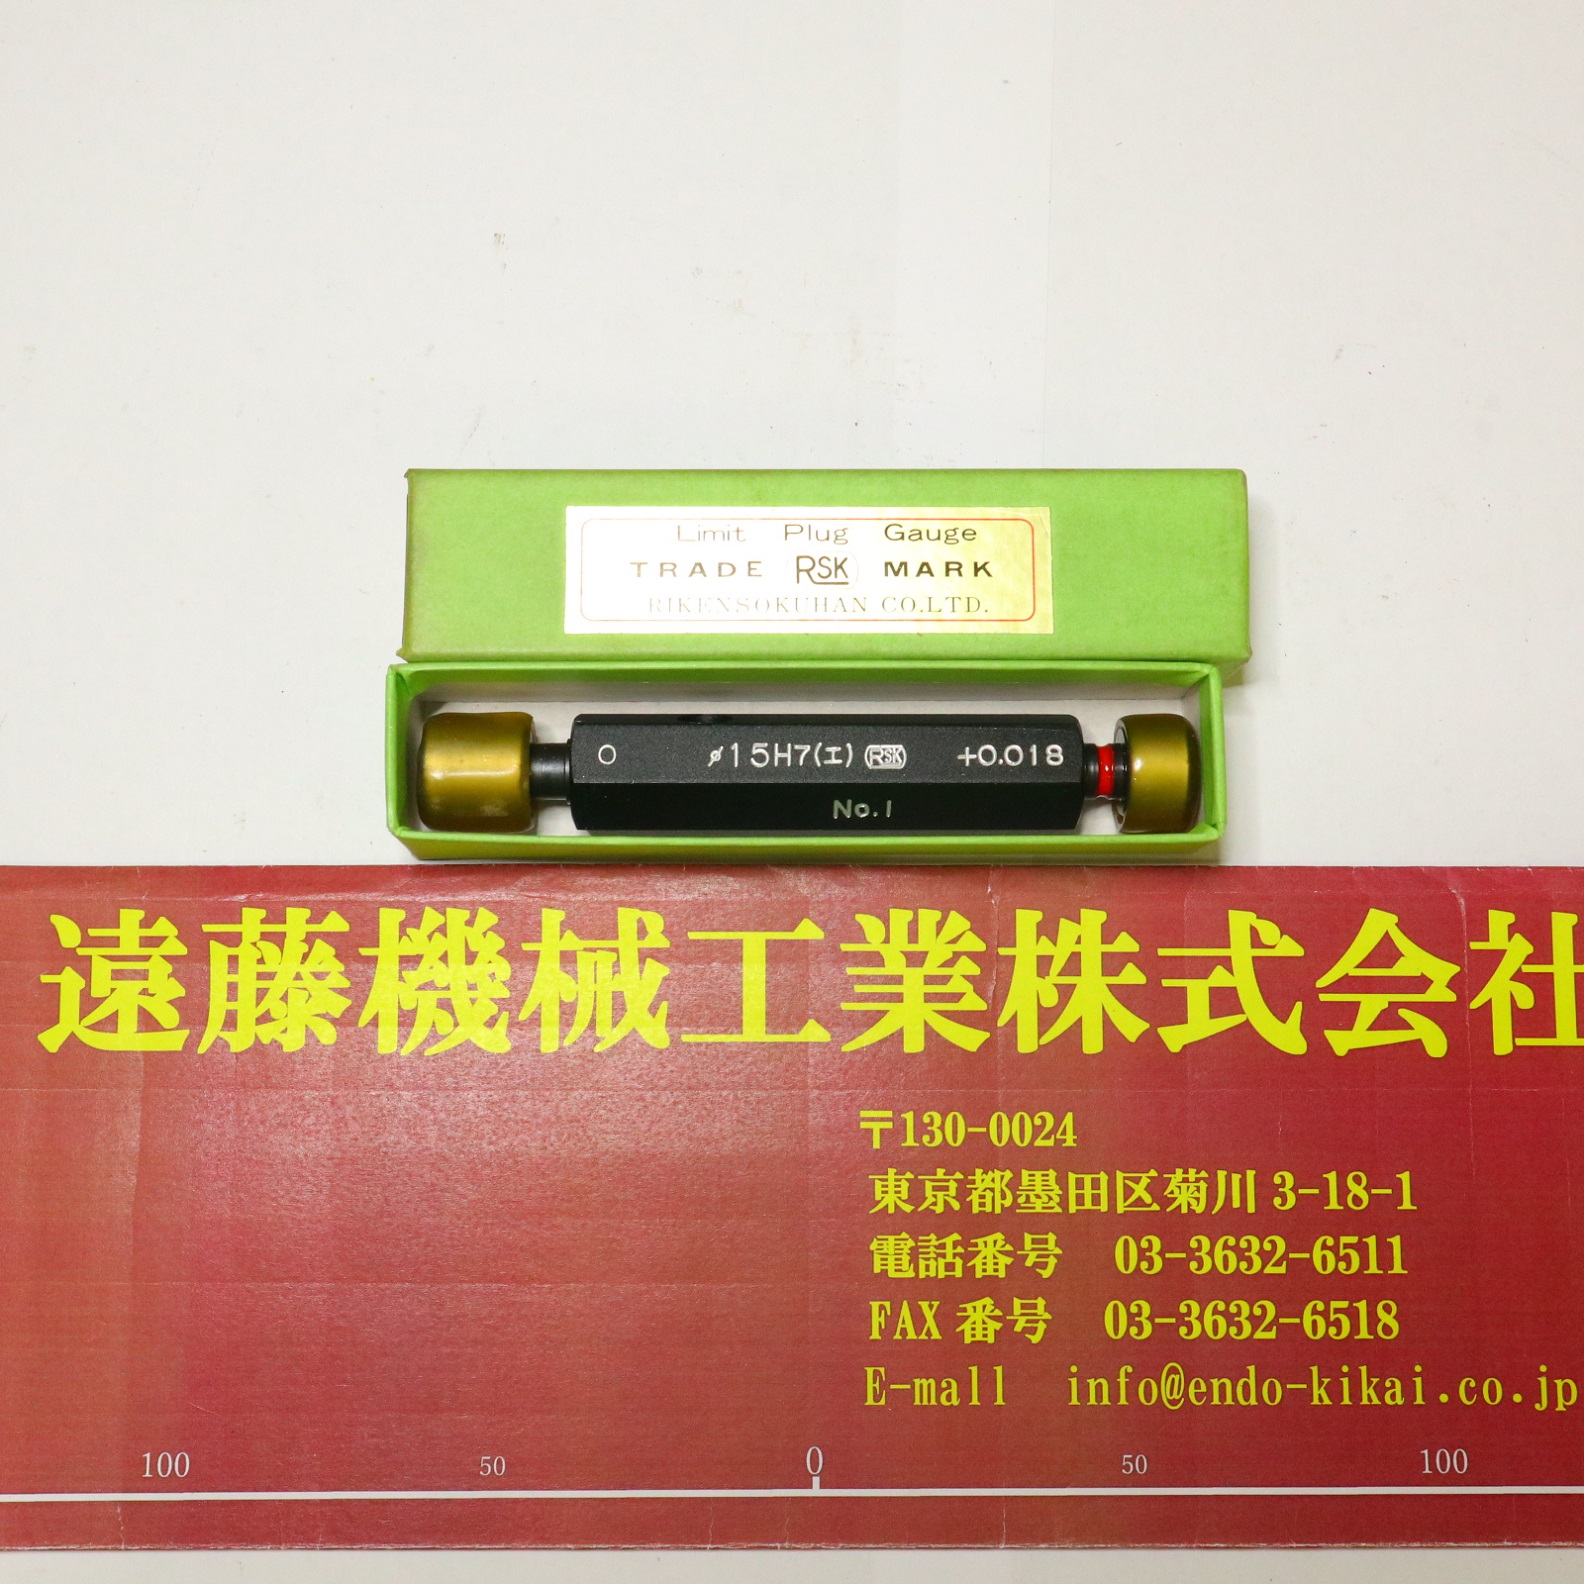 Limit Plug Gauge
TRADE RSK MARK
RIKENSOKUHAN CO.LTD.
0 ⌀15H7(エ) RSK +0.018
No.1
遠藤機械工業株式会社
〒130-0024
東京都墨田区菊川 3-18-1
電話番号 03-3632-6511
FAX 番号 03-3632-6518
E-mall info@endo-kikai.co.jp
100 50 0 50 100